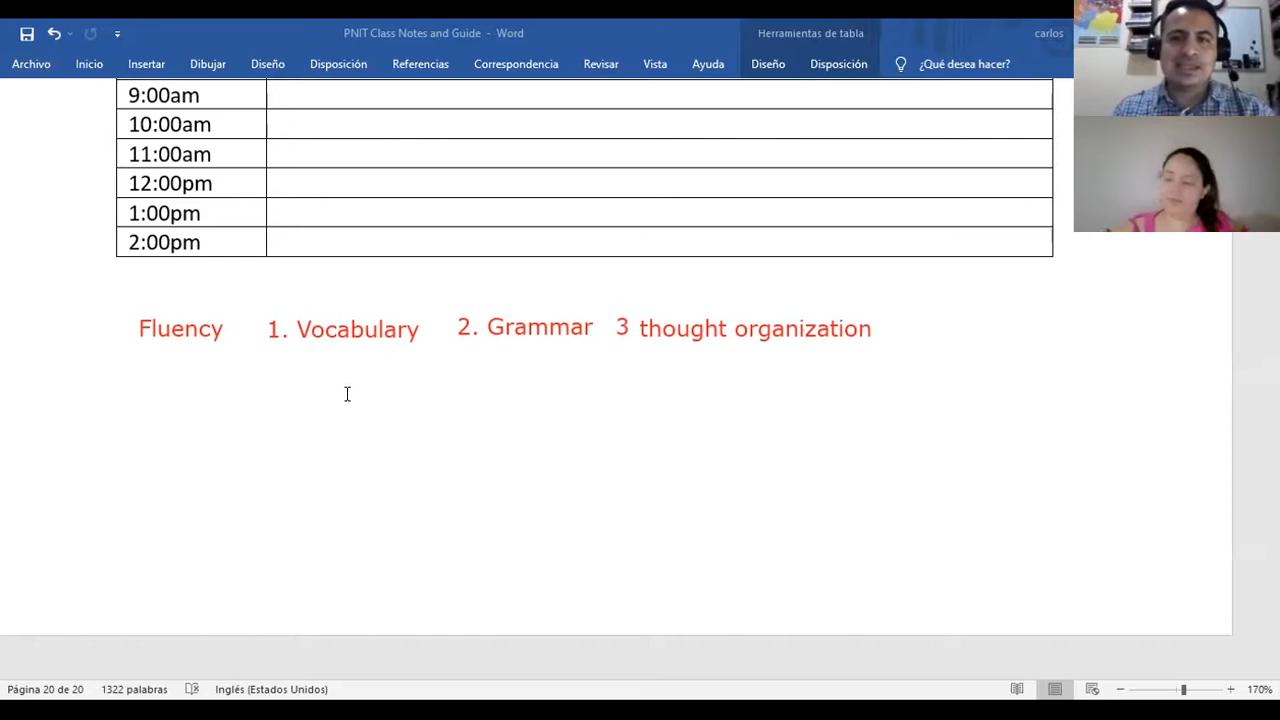 PNIT Class Notes and Guide - Word
Herramientas de tabla
carlos
Archivo Inicio Insertar Dibujar Diseño Disposición Referencias Correspondencia Revisar Vista Ayuda Diseño Disposición ¿Qué desea hacer?
9:00am
10:00am
11:00am
12:00pm
1:00pm
2:00pm
Fluency 1. Vocabulary 2. Grammar 3 thought organization
Página 20 de 20 1322 palabras Inglés (Estados Unidos) 170%